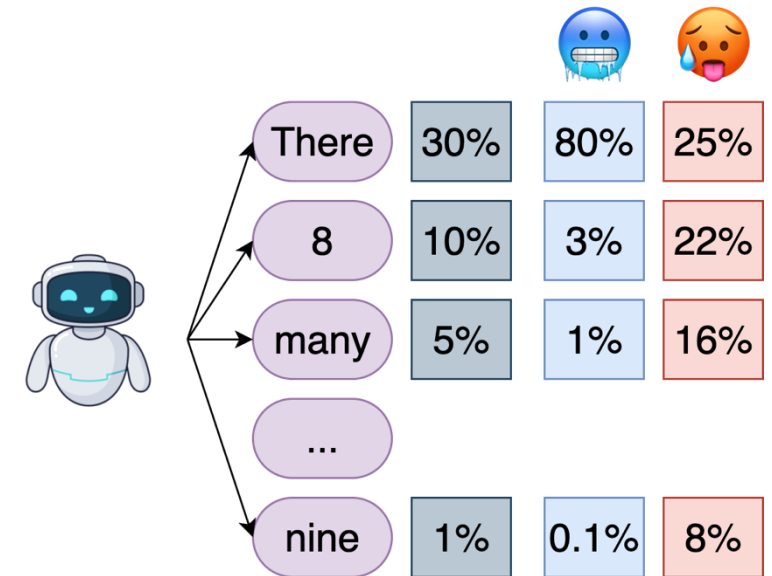 There 30% 80% 25%
8 10% 3% 22%
many 5% 1% 16%
...
nine 1% 0.1% 8%